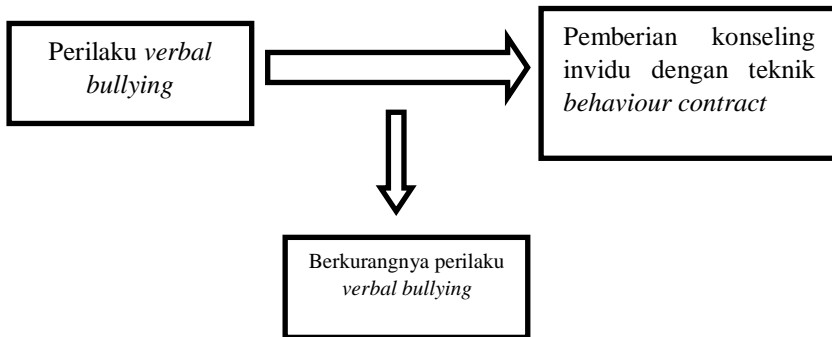 Perilaku verbal
bullying
Pemberian konseling
invidu dengan teknik
behaviour contract
Berkurangnya perilaku
verbal bullying